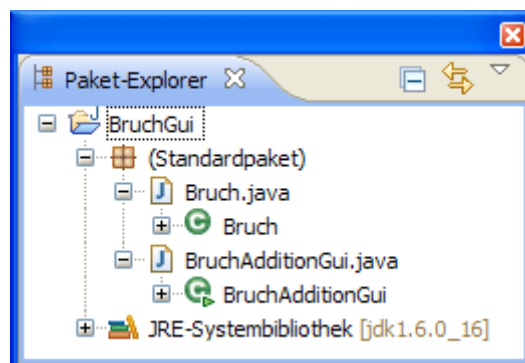 Paket-Explorer
BruchGui
(Standardpaket)
Bruch.java
Bruch
BruchAdditionGui.java
BruchAdditionGui
JRE-Systembibliothek [jdk1.6.0_16]